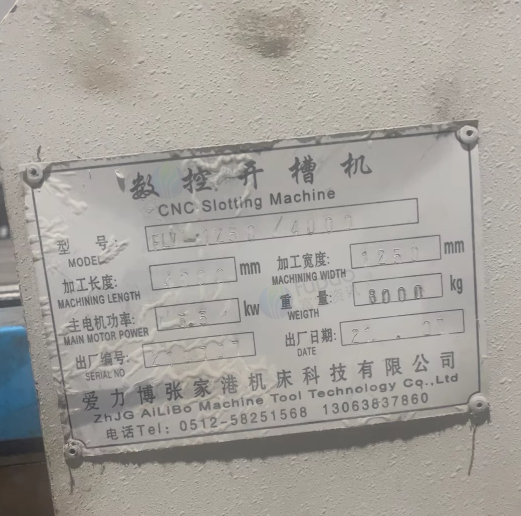 数控开槽机
CNC Slotting Machine
型 号:
MODEL 1250/4000
加工长度: 4000 mm 加工宽度: 1250 mm
MACHINING LENGTH MACHINING WIDTH
主电机功率: kw 重 量: 8000 kg
MAIN MOTOR POWER WEIGTH
出厂编号: 出厂日期:
SERIAL NO DATE
爱力博张家港机床科技有限公司
ZhJG AiLiBo Machine Tool Technology Co.,Ltd
电话Tel: 0512-58251568 13063837860